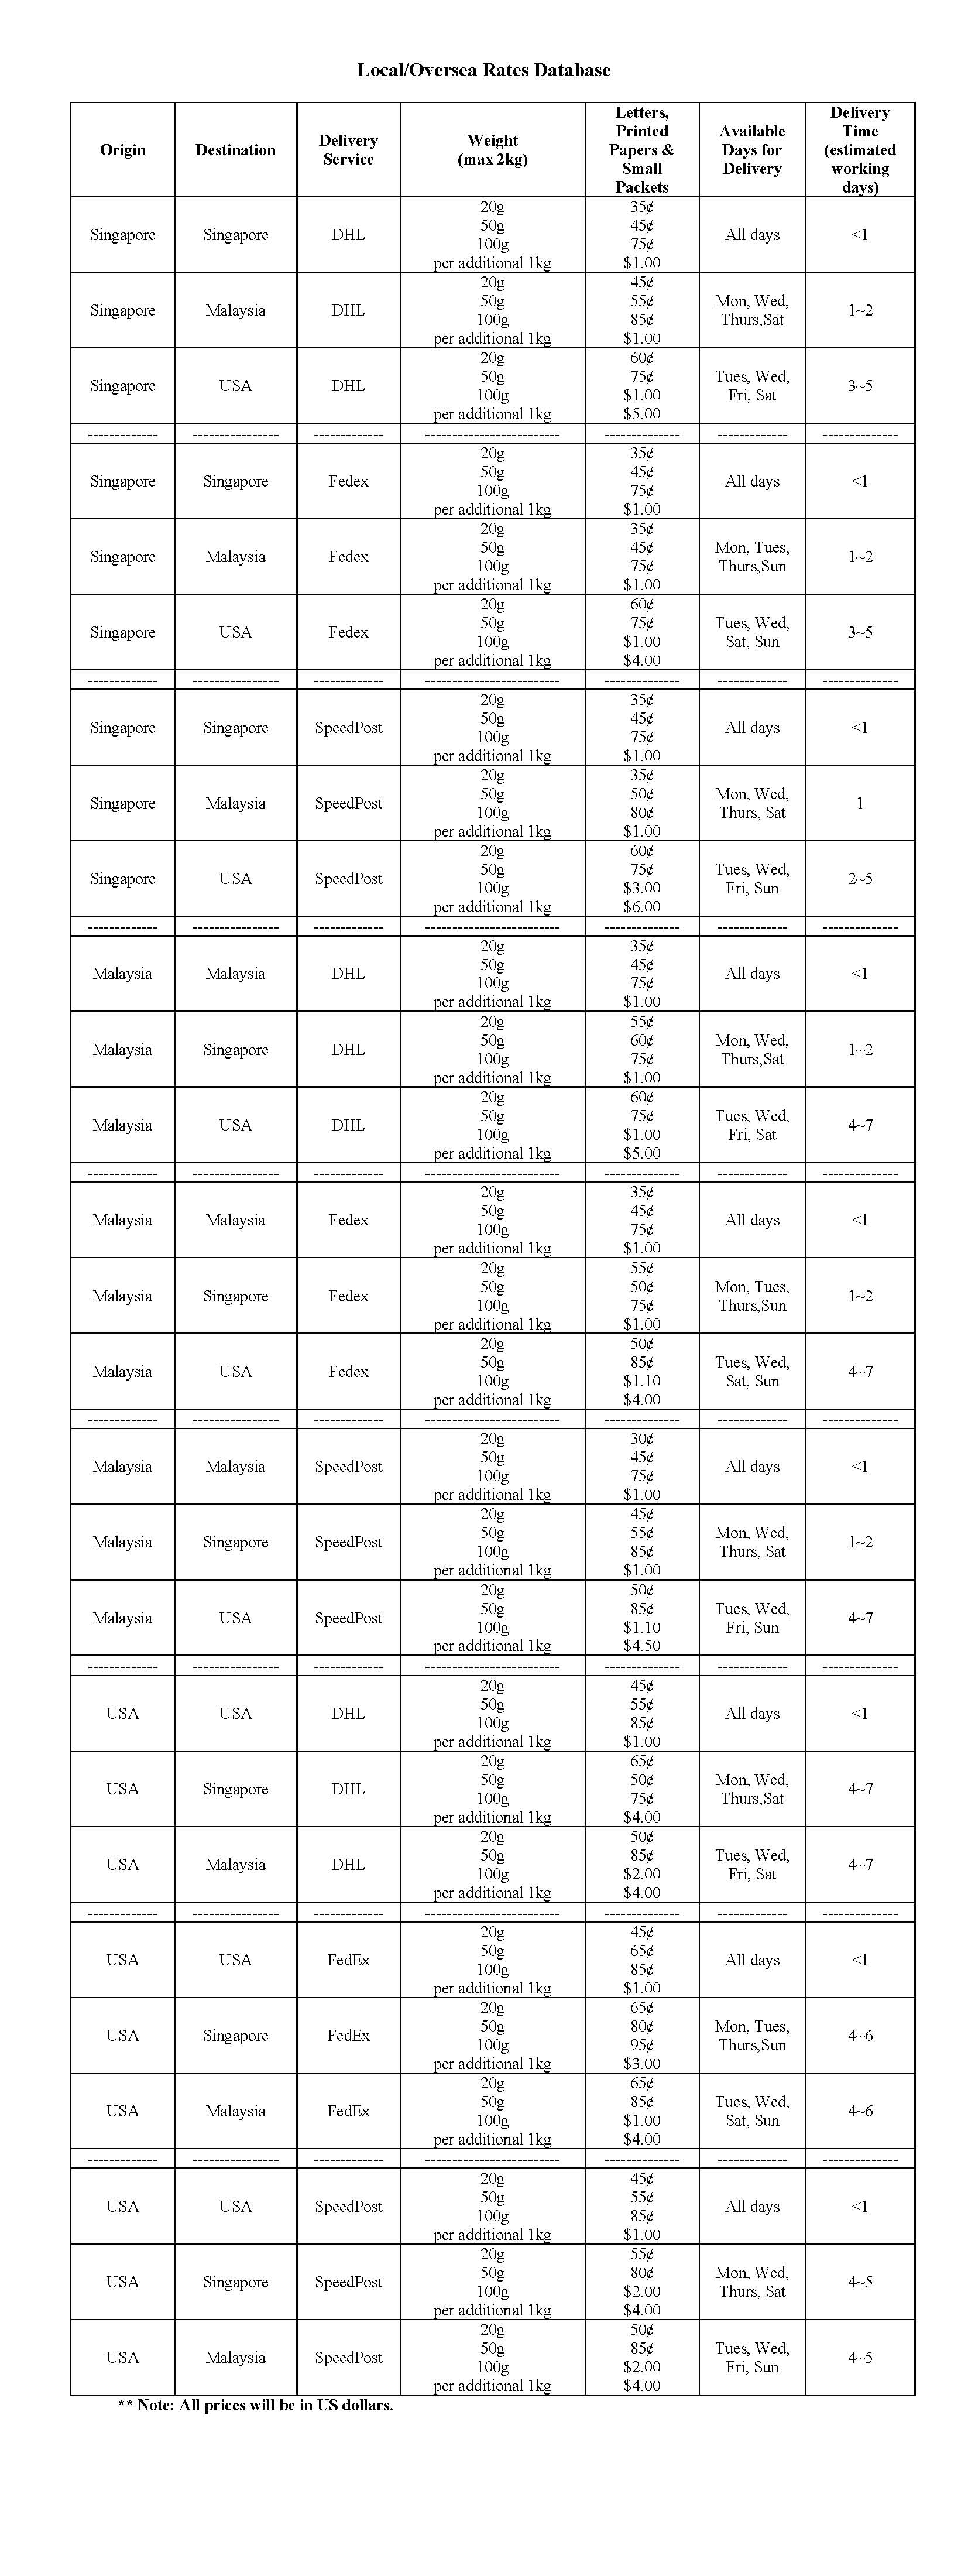 Local/Oversea Rates Database
Origin Destination Delivery Service Weight (max 2kg) Letters, Printed Papers & Small Packets Available Days for Delivery Delivery Time (estimated working days)
Singapore Singapore DHL 20g 50g 100g per additional 1kg 35¢ 45¢ 75¢ $1.00 All days <1
Singapore Malaysia DHL 20g 50g 100g per additional 1kg 45¢ 55¢ 85¢ $1.00 Mon, Wed, Thurs,Sat 1~2
Singapore USA DHL 20g 50g 100g per additional 1kg 60¢ 75¢ $1.00 $5.00 Tues, Wed, Fri, Sat 3~5
------------- ---------------- ------------- ------------------------- -------------- ------------- --------------
Singapore Singapore Fedex 20g 50g 100g per additional 1kg 35¢ 45¢ 75¢ $1.00 All days <1
Singapore Malaysia Fedex 20g 50g 100g per additional 1kg 35¢ 45¢ 75¢ $1.00 Mon, Tues, Thurs,Sun 1~2
Singapore USA Fedex 20g 50g 100g per additional 1kg 60¢ 75¢ $1.00 $4.00 Tues, Wed, Sat, Sun 3~5
------------- ---------------- ------------- ------------------------- -------------- ------------- --------------
Singapore Singapore SpeedPost 20g 50g 100g per additional 1kg 35¢ 45¢ 75¢ $1.00 All days <1
Singapore Malaysia SpeedPost 20g 50g 100g per additional 1kg 35¢ 50¢ 80¢ $1.00 Mon, Wed, Thurs, Sat 1
Singapore USA SpeedPost 20g 50g 100g per additional 1kg 60¢ 75¢ $3.00 $6.00 Tues, Wed, Fri, Sun 2~5
------------- ---------------- ------------- ------------------------- -------------- ------------- --------------
Malaysia Malaysia DHL 20g 50g 100g per additional 1kg 35¢ 45¢ 75¢ $1.00 All days <1
Malaysia Singapore DHL 20g 50g 100g per additional 1kg 55¢ 60¢ 75¢ $1.00 Mon, Wed, Thurs,Sat 1~2
Malaysia USA DHL 20g 50g 100g per additional 1kg 60¢ 75¢ $1.00 $5.00 Tues, Wed, Fri, Sat 4~7
------------- ---------------- ------------- ------------------------- -------------- ------------- --------------
Malaysia Malaysia Fedex 20g 50g 100g per additional 1kg 35¢ 45¢ 75¢ $1.00 All days <1
Malaysia Singapore Fedex 20g 50g 100g per additional 1kg 55¢ 50¢ 75¢ $1.00 Mon, Tues, Thurs,Sun 1~2
Malaysia USA Fedex 20g 50g 100g per additional 1kg 50¢ 85¢ $1.10 $4.00 Tues, Wed, Sat, Sun 4~7
------------- ---------------- ------------- ------------------------- -------------- ------------- --------------
Malaysia Malaysia SpeedPost 20g 50g 100g per additional 1kg 30¢ 45¢ 75¢ $1.00 All days <1
Malaysia Singapore SpeedPost 20g 50g 100g per additional 1kg 45¢ 55¢ 85¢ $1.00 Mon, Wed, Thurs, Sat 1~2
Malaysia USA SpeedPost 20g 50g 100g per additional 1kg 50¢ 85¢ $1.10 $4.50 Tues, Wed, Fri, Sun 4~7
------------- ---------------- ------------- ------------------------- -------------- ------------- --------------
USA USA DHL 20g 50g 100g per additional 1kg 45¢ 55¢ 85¢ $1.00 All days <1
USA Singapore DHL 20g 50g 100g per additional 1kg 65¢ 50¢ 75¢ $4.00 Mon, Wed, Thurs,Sat 4~7
USA Malaysia DHL 20g 50g 100g per additional 1kg 50¢ 85¢ $2.00 $4.00 Tues, Wed, Fri, Sat 4~7
------------- ---------------- ------------- ------------------------- -------------- ------------- --------------
USA USA FedEx 20g 50g 100g per additional 1kg 45¢ 65¢ 85¢ $1.00 All days <1
USA Singapore FedEx 20g 50g 100g per additional 1kg 65¢ 80¢ 95¢ $3.00 Mon, Tues, Thurs,Sun 4~6
USA Malaysia FedEx 20g 50g 100g per additional 1kg 65¢ 85¢ $1.00 $4.00 Tues, Wed, Sat, Sun 4~6
------------- ---------------- ------------- ------------------------- -------------- ------------- --------------
USA USA SpeedPost 20g 50g 100g per additional 1kg 45¢ 55¢ 85¢ $1.00 All days <1
USA Singapore SpeedPost 20g 50g 100g per additional 1kg 55¢ 80¢ $2.00 $4.00 Mon, Wed, Thurs, Sat 4~5
USA Malaysia SpeedPost 20g 50g 100g per additional 1kg 50¢ 85¢ $2.00 $4.00 Tues, Wed, Fri, Sun 4~5
** Note: All prices will be in US dollars.